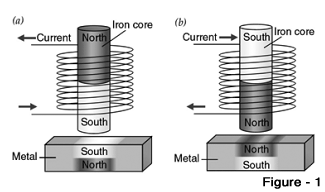 (a)
Iron core
Current
North
South
Metal
South
North
(b)
Iron core
Current
South
North
Metal
North
South
Figure - 1